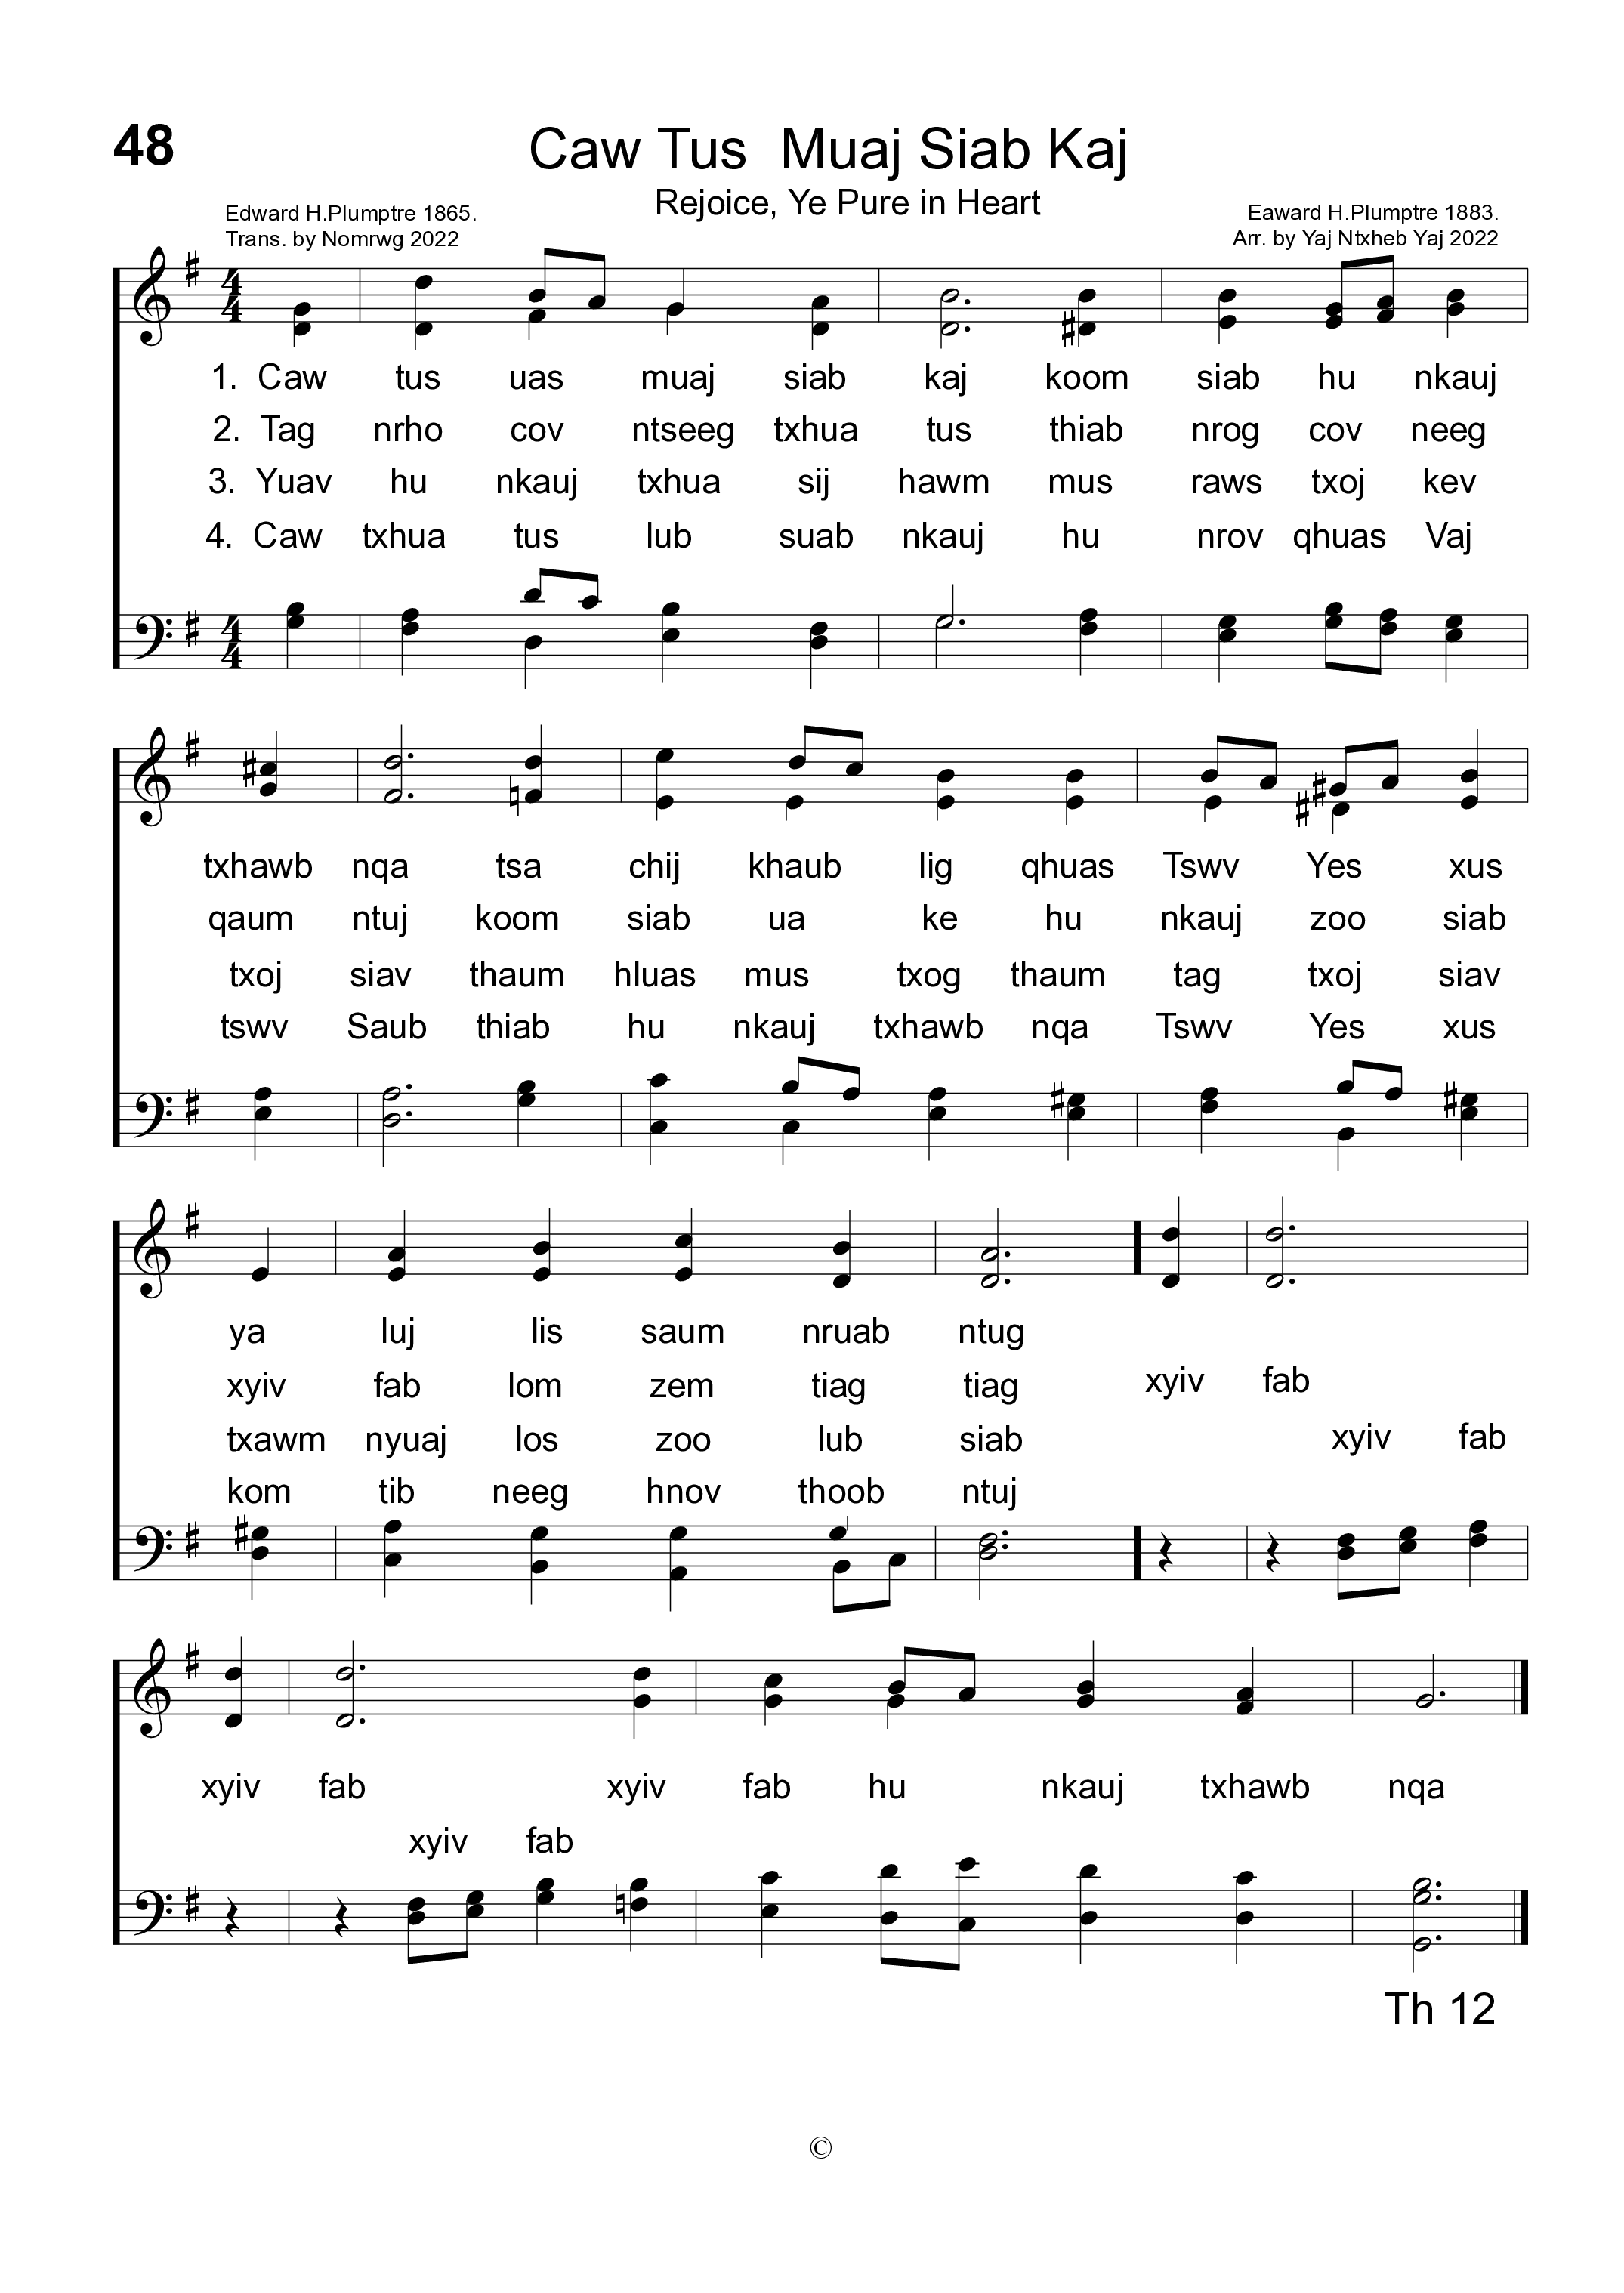 48
Caw Tus Muaj Siab Kaj
Rejoice, Ye Pure in Heart
Edward H.Plumptre 1865.
Trans. by Nomrwg 2022
Eaward H.Plumptre 1883.
Arr. by Yaj Ntxheb Yaj 2022
1. Caw tus uas muaj siab kaj koom siab hu nkauj
2. Tag nrho cov ntseeg txhua tus thiab nrog cov neeg
3. Yuav hu nkauj txhua sij hawm mus raws txoj kev
4. Caw txhua tus lub suab nkauj hu nrov qhuas Vaj
txhawb nqa tsa chij khaub lig qhuas Tswv Yes xus
qaum ntuj koom siab ua ke hu nkauj zoo siab
txoj siav thaum hluas mus txog thaum tag txoj siav
tswv Saub thiab hu nkauj txhawb nqa Tswv Yes xus
ya luj lis saum nruab ntug
xyiv fab lom zem tiag tiag xyiv fab
txawm nyuaj los zoo lub siab xyiv fab
kom tib neeg hnov thoob ntuj
xyiv fab xyiv fab hu nkauj txhawb nqa
xyiv fab
Th 12
©